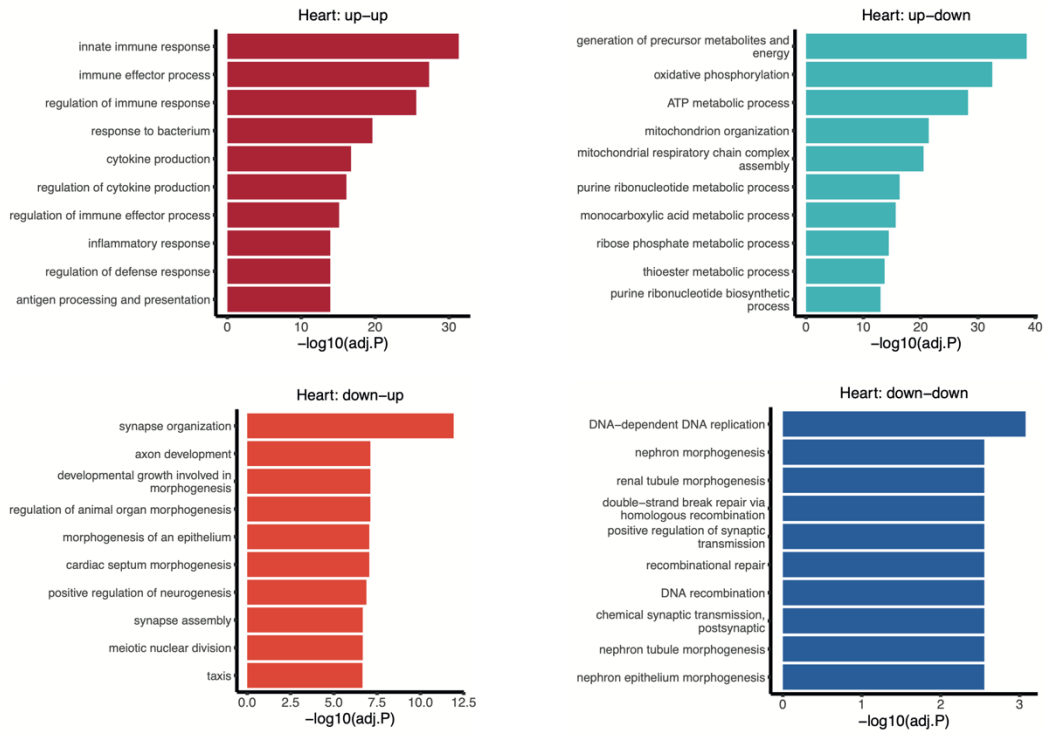 Heart: up−up
innate immune response
immune effector process
regulation of immune response
response to bacterium
cytokine production
regulation of cytokine production
regulation of immune effector process
inflammatory response
regulation of defense response
antigen processing and presentation
0 10 20 30
−log10(adj.P)
Heart: up−down
generation of precursor metabolites and
energy
oxidative phosphorylation
ATP metabolic process
mitochondrion organization
mitochondrial respiratory chain complex
assembly
purine ribonucleotide metabolic process
monocarboxylic acid metabolic process
ribose phosphate metabolic process
thioester metabolic process
purine ribonucleotide biosynthetic
process
0 10 20 30 40
−log10(adj.P)
Heart: down−up
synapse organization
axon development
developmental growth involved in
morphogenesis
regulation of animal organ morphogenesis
morphogenesis of an epithelium
cardiac septum morphogenesis
positive regulation of neurogenesis
synapse assembly
meiotic nuclear division
taxis
0.0 2.5 5.0 7.5 10.0 12.5
−log10(adj.P)
Heart: down−down
DNA−dependent DNA replication
nephron morphogenesis
renal tubule morphogenesis
double−strand break repair via
homologous recombination
positive regulation of synaptic
transmission
recombinational repair
DNA recombination
chemical synaptic transmission,
postsynaptic
nephron tubule morphogenesis
nephron epithelium morphogenesis
0 1 2 3
−log10(adj.P)